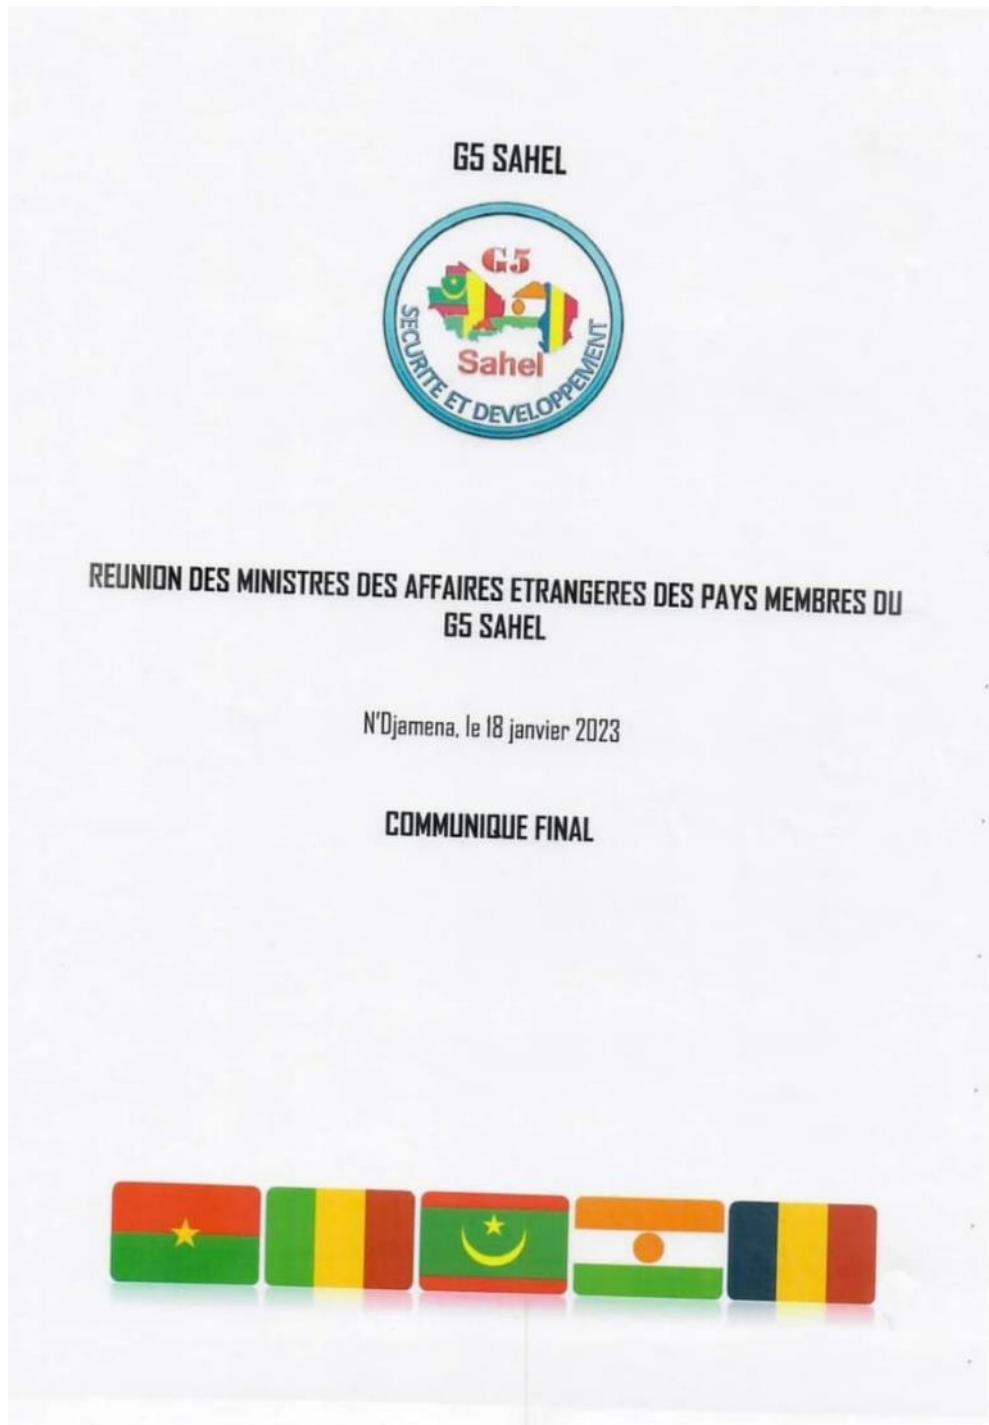 G5 SAHEL
G5
Sahel
SECURITE ET DEVELOPPEMENT
REUNION DES MINISTRES DES AFFAIRES ETRANGERES DES PAYS MEMBRES DU
G5 SAHEL
N'Djamena, le 18 janvier 2023
COMMUNIQUE FINAL